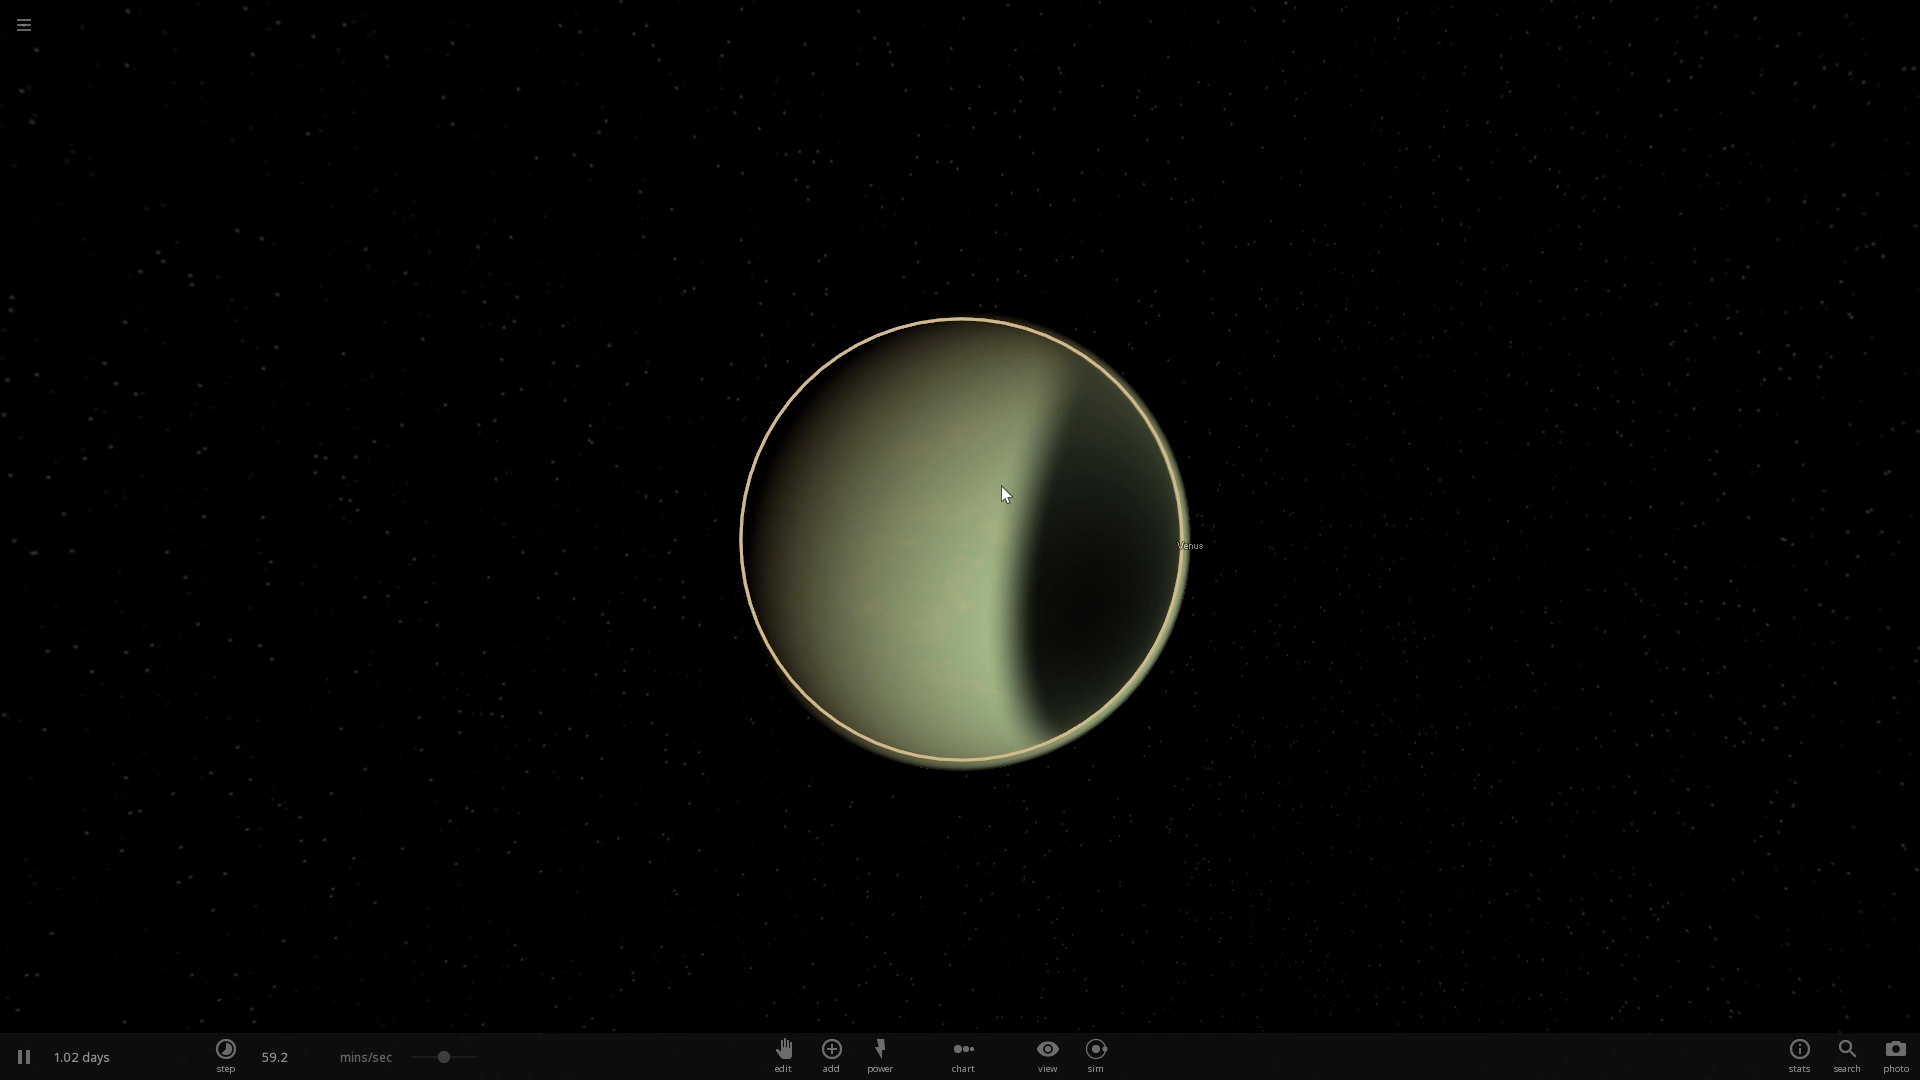 Venus
1.02 days
step
59.2
mins/sec
edit
add
power
chart
view
sim
stats
search
photo